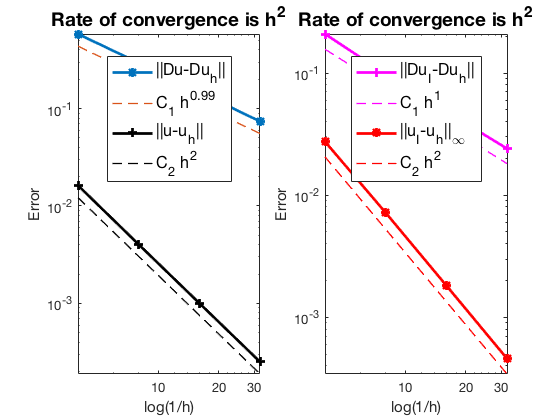 Rate of convergence is h^2
Rate of convergence is h^2
||Du-Du_h||
C_1 h^0.99
||u-u_h||
C_2 h^2
||Du_I-Du_h||
C_1 h^1
||u_I-u_h||_∞
C_2 h^2
10^-1
10^-2
10^-3
Error
10 20 30
log(1/h)
10^-1
10^-2
10^-3
Error
10 20 30
log(1/h)